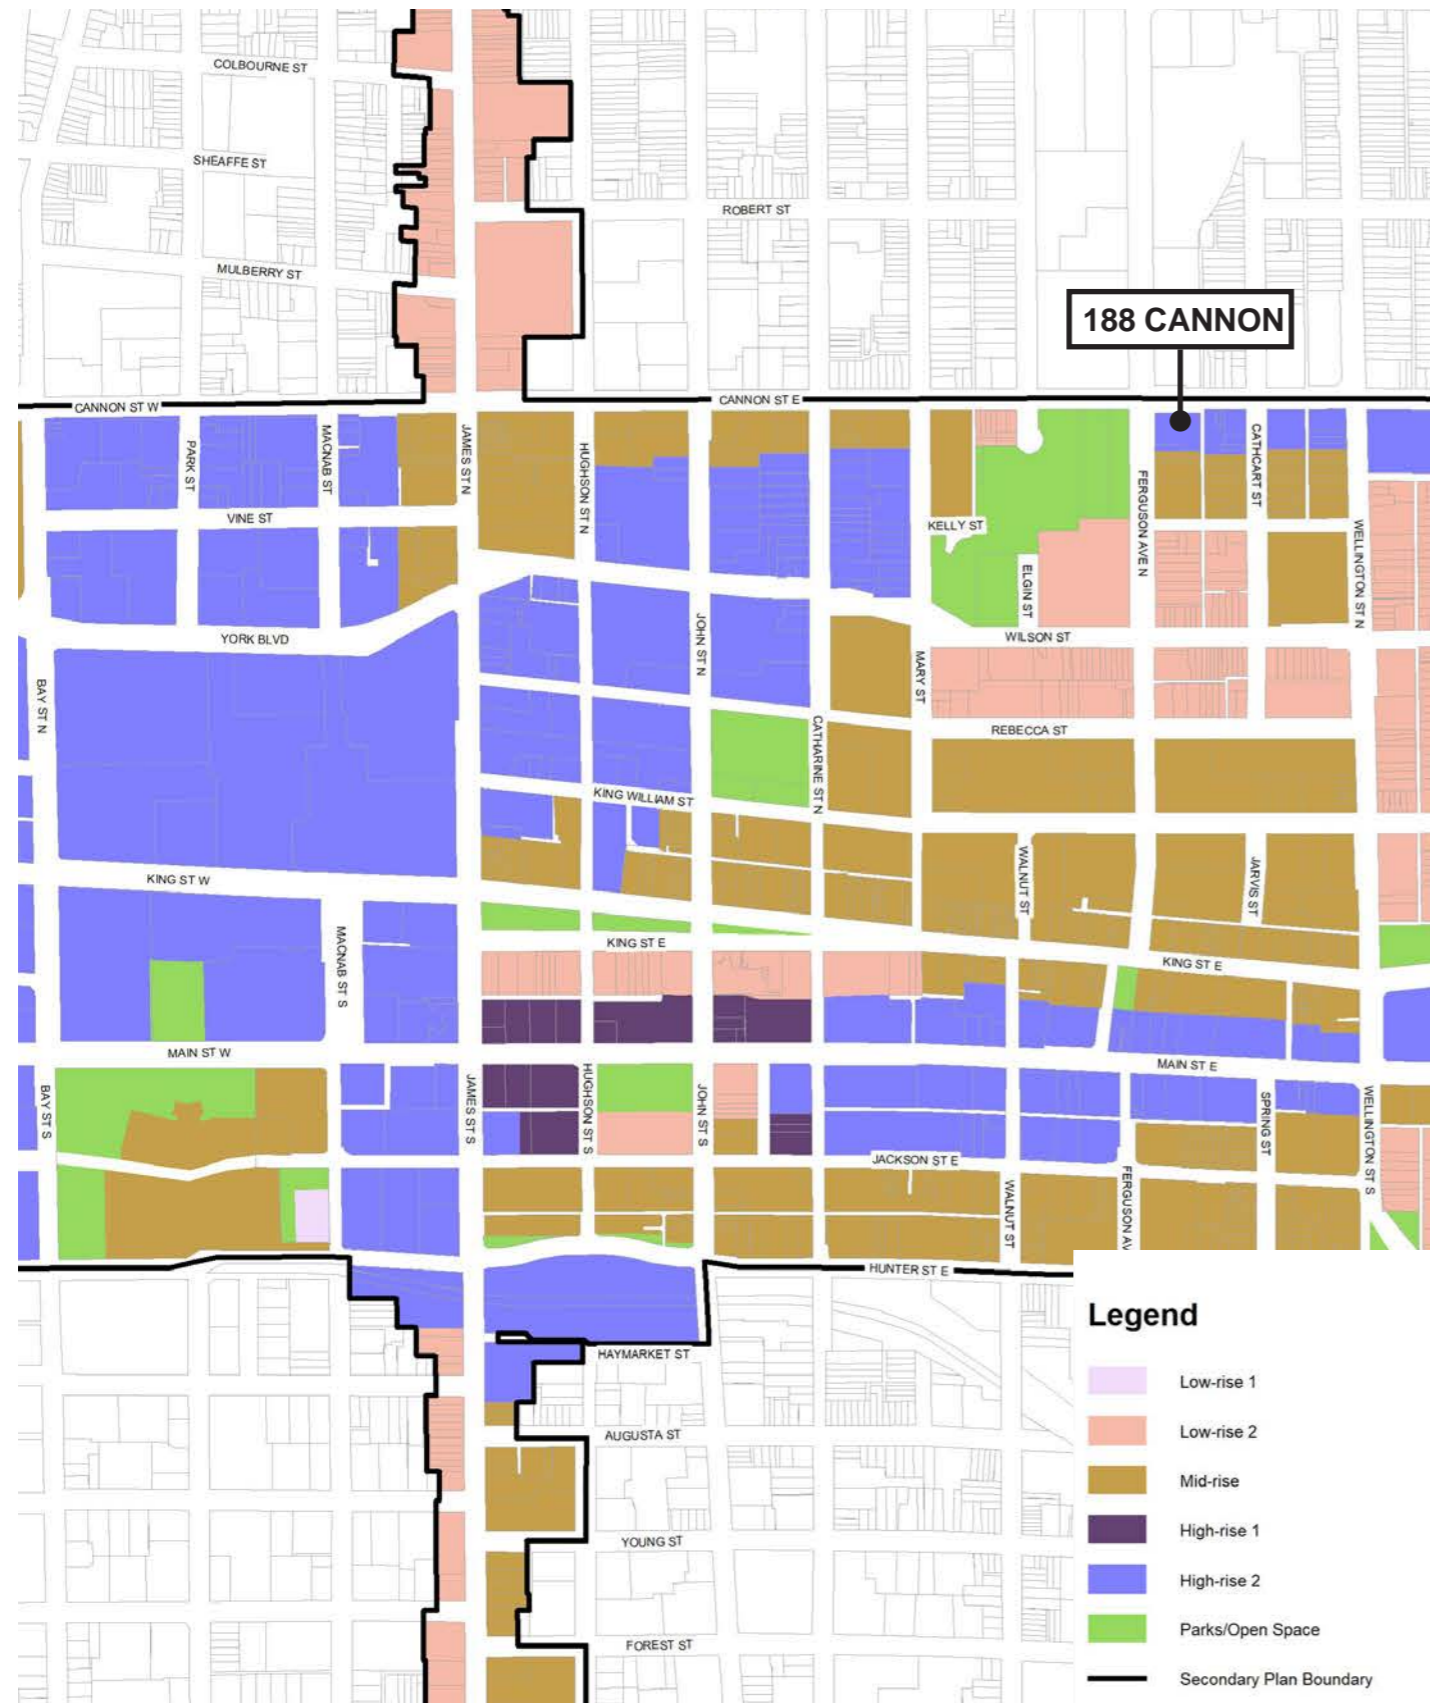 COLBOURNE ST
SHEAFFE ST
ROBERT ST
MULBERRY ST
188 CANNON
CANNON ST W
CANNON ST E
PARK ST
MACNAB ST
JAMES ST N
HUGHSON ST N
CATHCART ST
FERGUSON AVE N
VINE ST
KELLY ST
WELLINGTON ST N
ELGIN ST
YORK BLVD
JOHN ST N
WILSON ST
BAY ST N
MARY ST
CATHARINE ST N
REBECCA ST
KING WILLIAM ST
KING ST W
WALNUT ST
JARVIS ST
MACNAB ST S
KING ST E
KING ST E
MAIN ST W
MAIN ST E
BAY ST S
JAMES ST S
HUGHSON ST S
JOHN ST S
SPRING ST
WELLINGTON ST S
JACKSON ST E
WALNUT ST
FERGUSON AV
HUNTER ST E
HAYMARKET ST
AUGUSTA ST
YOUNG ST
FOREST ST
Legend
Low-rise 1
Low-rise 2
Mid-rise
High-rise 1
High-rise 2
Parks/Open Space
Secondary Plan Boundary